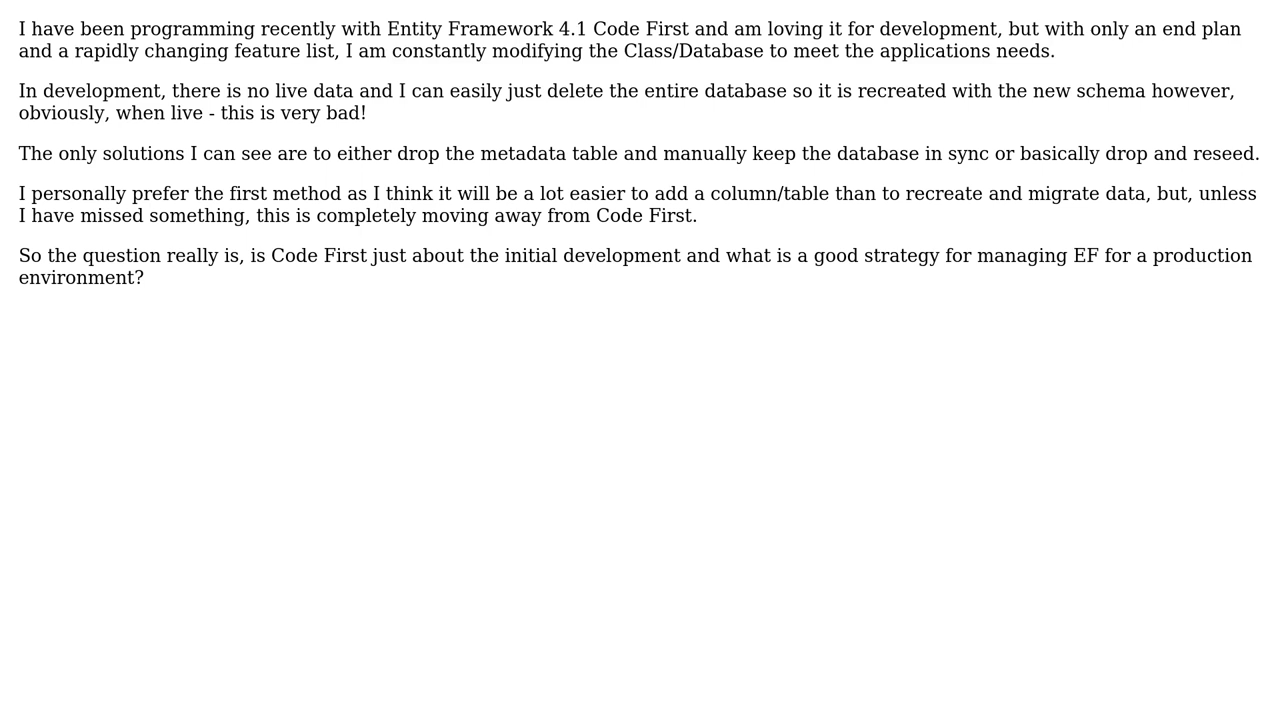 I have been programming recently with Entity Framework 4.1 Code First and am loving it for development, but with only an end plan
and a rapidly changing feature list, I am constantly modifying the Class/Database to meet the applications needs.
In development, there is no live data and I can easily just delete the entire database so it is recreated with the new schema however,
obviously, when live - this is very bad!
The only solutions I can see are to either drop the metadata table and manually keep the database in sync or basically drop and reseed.
I personally prefer the first method as I think it will be a lot easier to add a column/table than to recreate and migrate data, but, unless
I have missed something, this is completely moving away from Code First.
So the question really is, is Code First just about the initial development and what is a good strategy for managing EF for a production
environment?